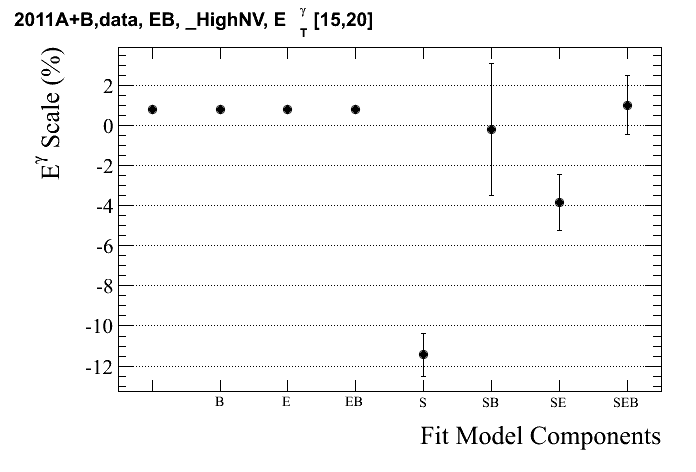 2011A+B,data, EB, _HighNV, E γ T [15,20]
E γ Scale (%)
2
0
-2
-4
-6
-8
-10
-12
B E EB S SB SE SEB
Fit Model Components